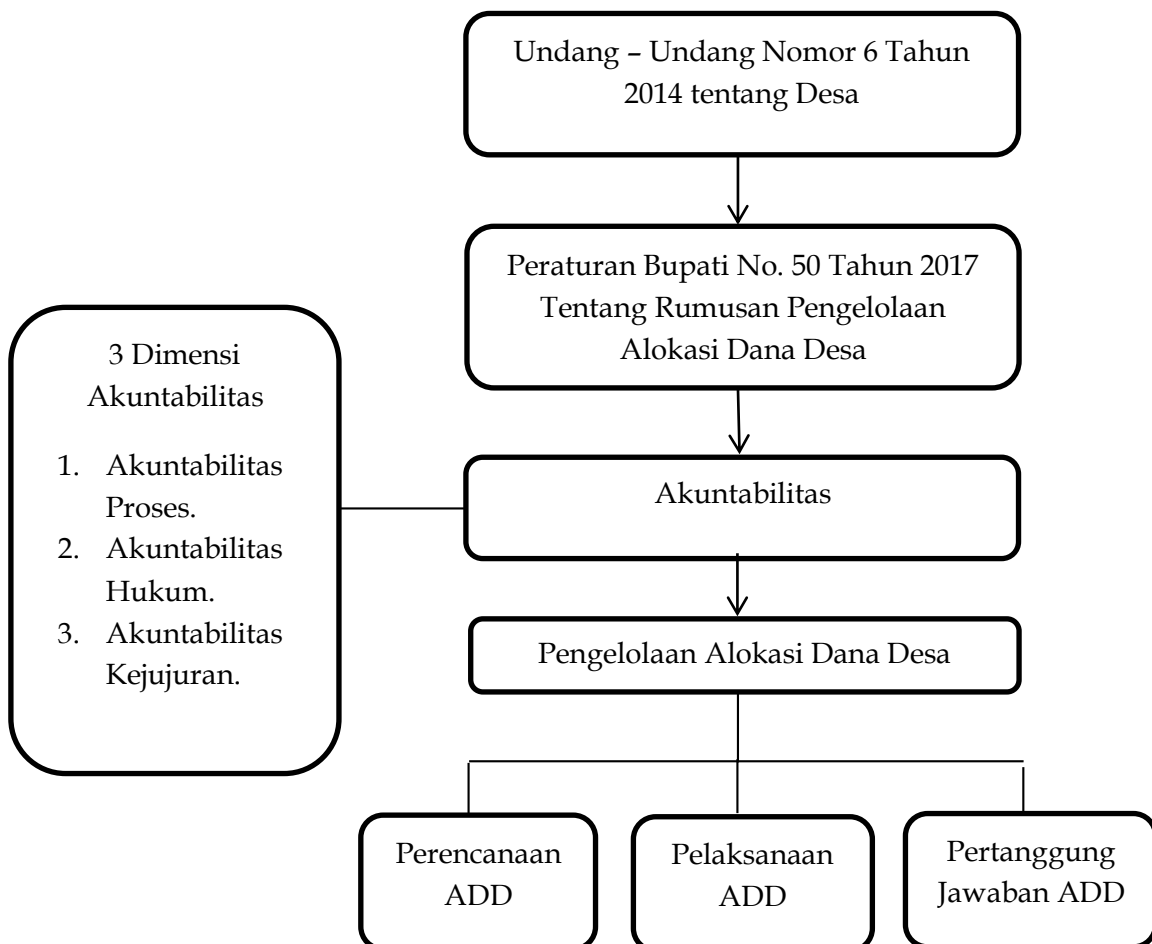 Undang – Undang Nomor 6 Tahun
2014 tentang Desa
Peraturan Bupati No. 50 Tahun 2017
Tentang Rumusan Pengelolaan
Alokasi Dana Desa
3 Dimensi
Akuntabilitas
1. Akuntabilitas
Proses.
2. Akuntabilitas
Hukum.
3. Akuntabilitas
Kejujuran.
Akuntabilitas
Pengelolaan Alokasi Dana Desa
Perencanaan
ADD
Pelaksanaan
ADD
Pertanggung
Jawaban ADD